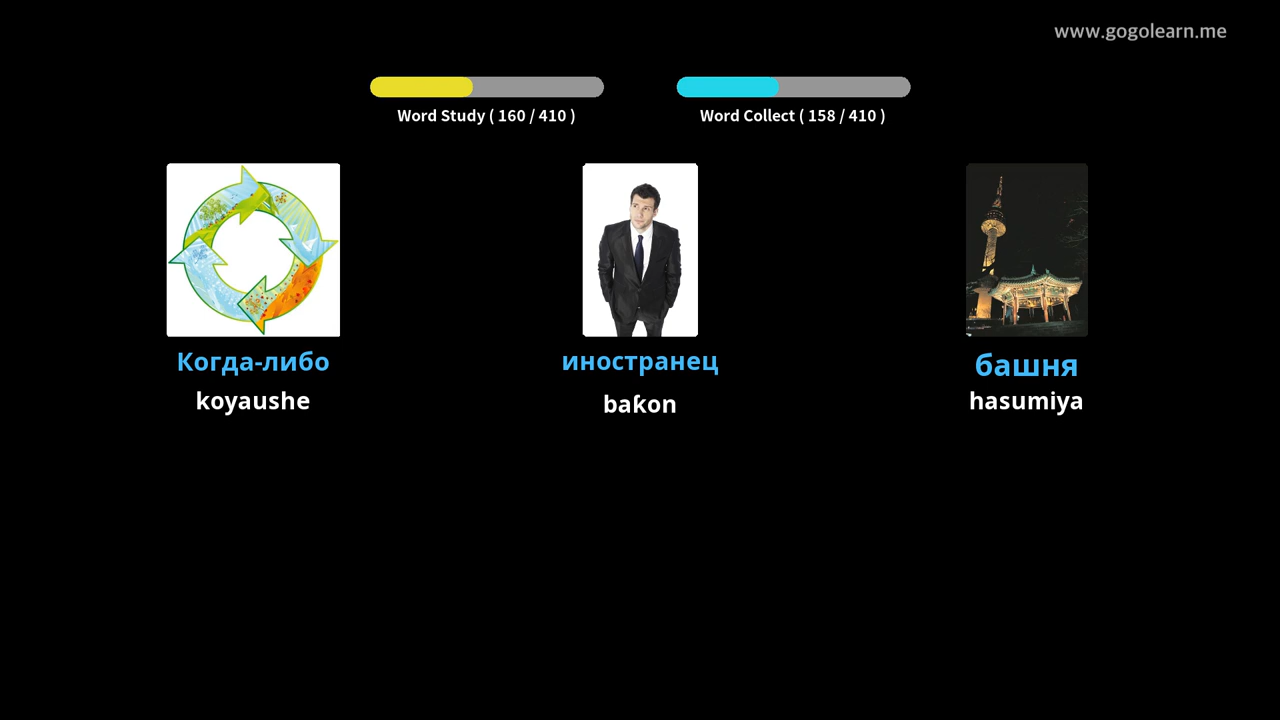 www.gogolearn.me
Word Study ( 160 / 410 )
Word Collect ( 158 / 410 )
Когда-либо
иностранец
башня
koyaushe
baƙon
hasumiya